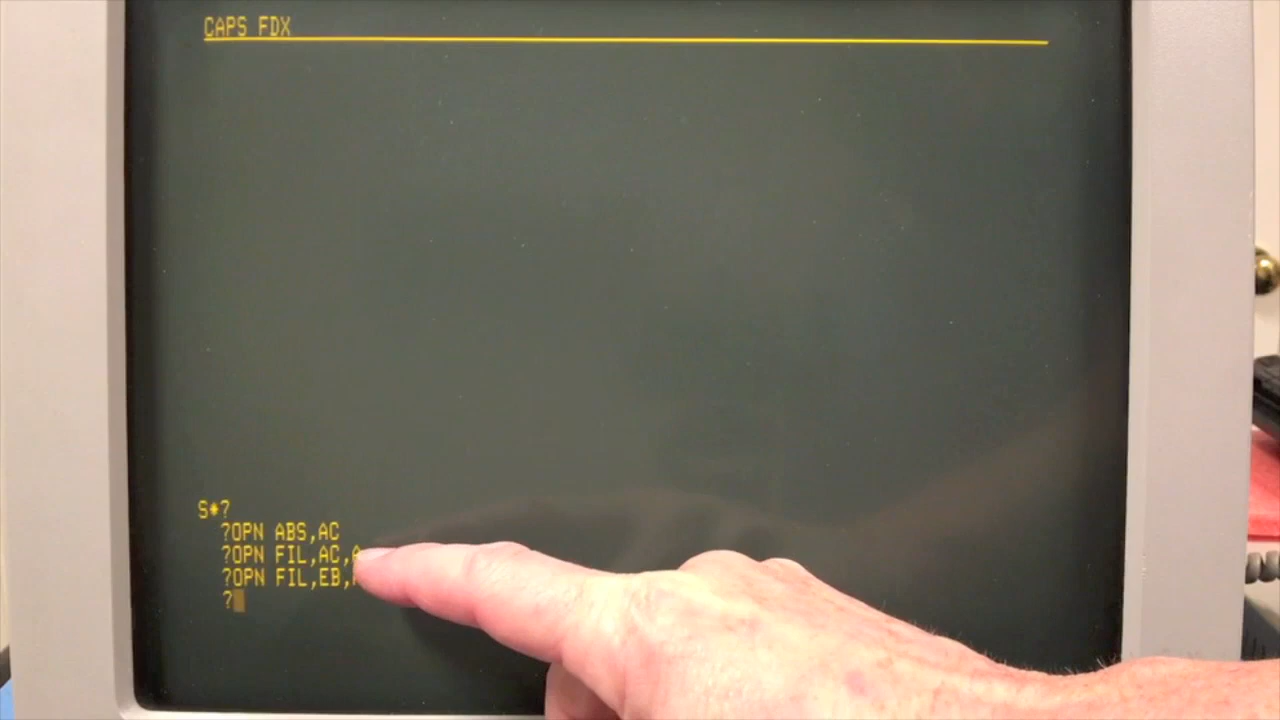 CAPS FDX
S*?
?OPN ABS,AC
?OPN FIL,AC,A
?OPN FIL,EB,
?